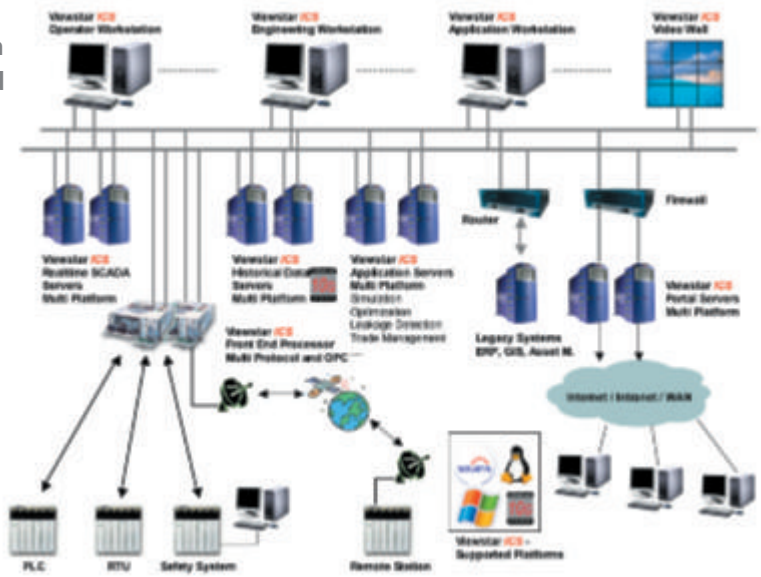 Viewstar ICS
Operator Workstation
Viewstar ICS
Engineering Workstation
Viewstar ICS
Application Workstation
Viewstar ICS
Video Wall
Viewstar ICS
Realtime SCADA
Servers
Multi Platform
Viewstar ICS
Historical Data
Servers
Multi Platform
Viewstar ICS
Application Servers
Multi Platform
Simulation
Optimization
Leakage Detection
Trade Management
Router
Firewall
Legacy Systems
ERP, GIS, Asset M.
Viewstar ICS
Portal Servers
Multi Platform
Viewstar ICS
Front End Processor
Multi Protocol and OPC
Internet / Intranet / WAN
PLC
RTU
Safety System
Remote Station
Viewstar ICS -
Supported Platforms